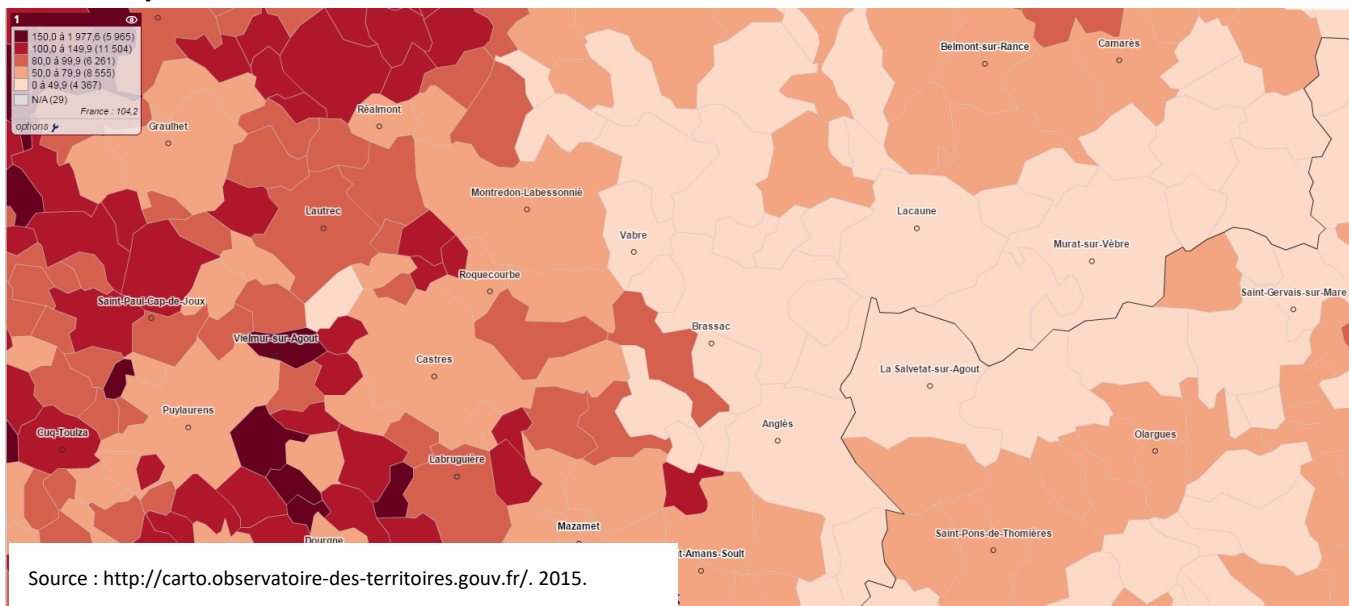 1
150,0 à 1 977,6 (5 965)
100,0 à 149,9 (11 504)
80,0 à 99,9 (6 261)
50,0 à 79,9 (8 555)
0 à 49,9 (4 367)
N/A (29)
France : 104,2
options
Belmont-sur-Rance
Camarès
Réalmont
Graulhet
Montredon-Labessonnié
Lautrec
Lacaune
Vabre
Murat-sur-Vèbre
Roquecourbe
Saint-Gervais-sur-Mare
Saint-Paul-Cap-de-Joux
Brassac
Vielmur-sur-Agout
Castres
La Salvetat-sur-Agout
Puylaurens
Anglès
Cuq-Toulza
Olargues
Labruguière
Mazamet
Saint-Pons-de-Thomières
Dourgne
t-Amans-Soult
Source : http://carto.observatoire-des-territoires.gouv.fr/. 2015.